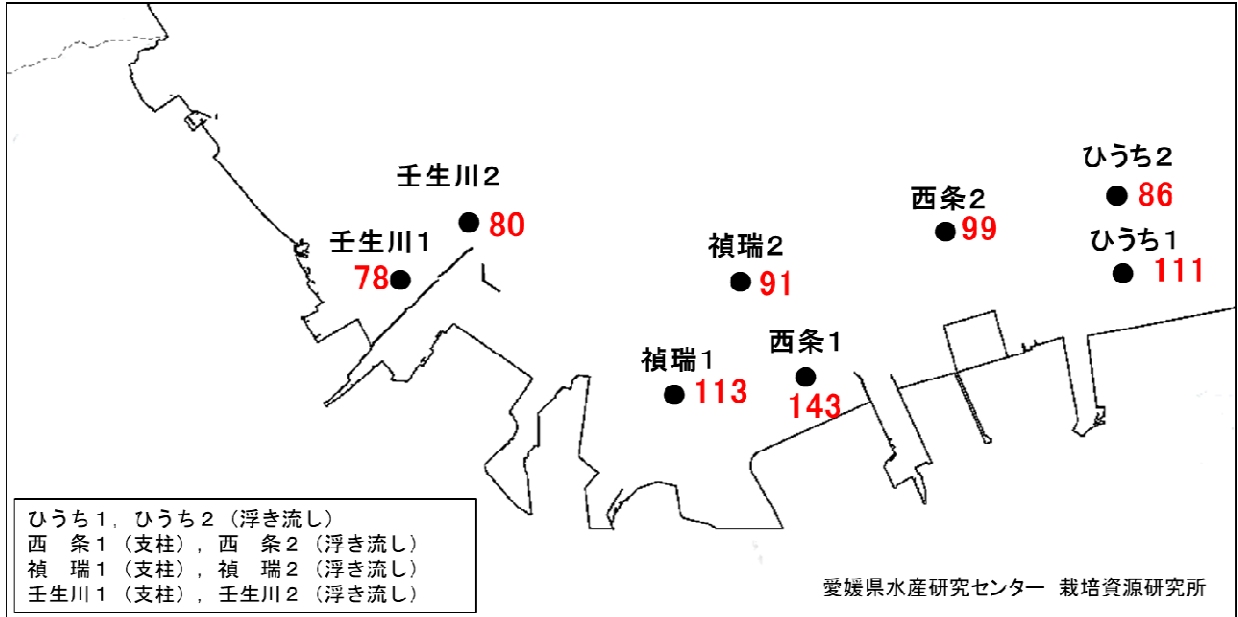 ひうち2
86
壬生川2
80
西条2
99
壬生川1
78
禎瑞2
91
ひうち1
111
禎瑞1
113
西条1
143
ひうち1，ひうち2（浮き流し）
西　条1（支柱），西　条2（浮き流し）
禎　瑞1（支柱），禎　瑞2（浮き流し）
壬生川1（支柱），壬生川2（浮き流し）
愛媛県水産研究センター　栽培資源研究所